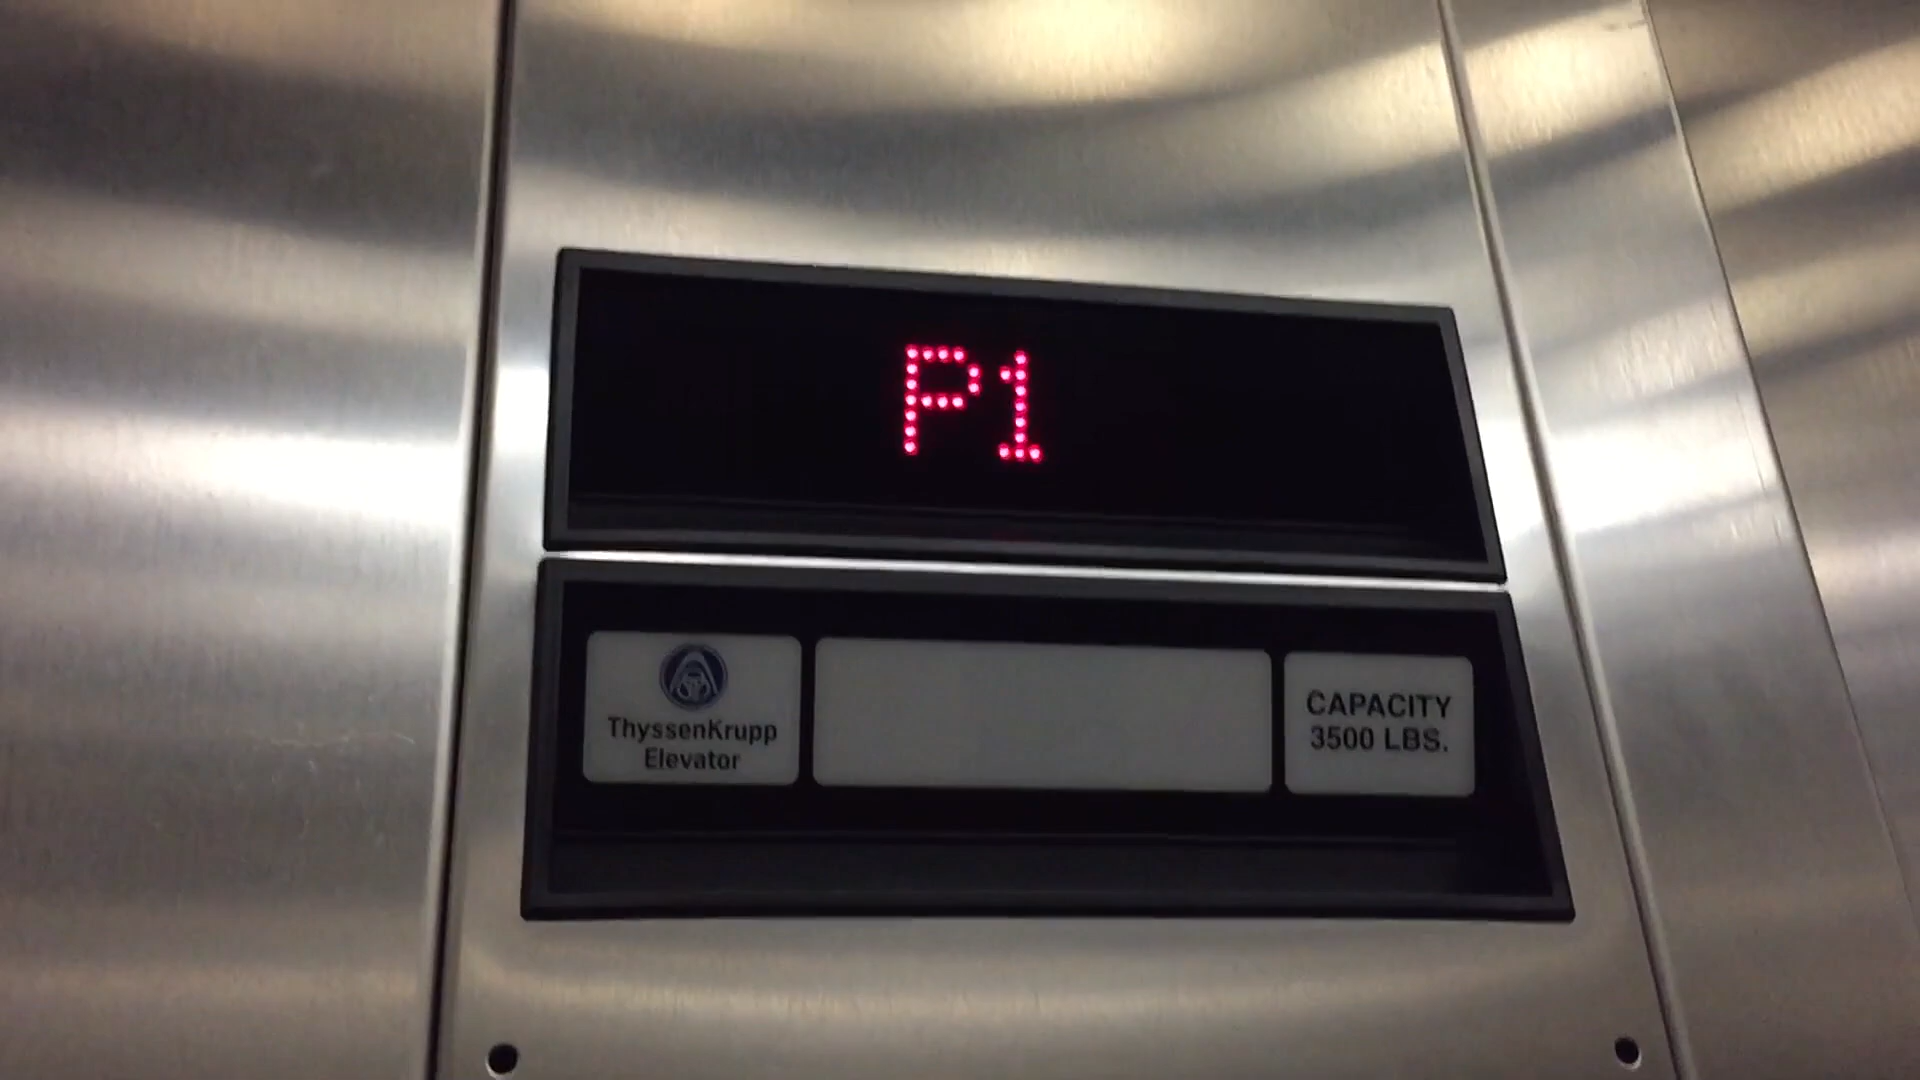 P1
ThyssenKrupp
Elevator
CAPACITY
3500 LBS.